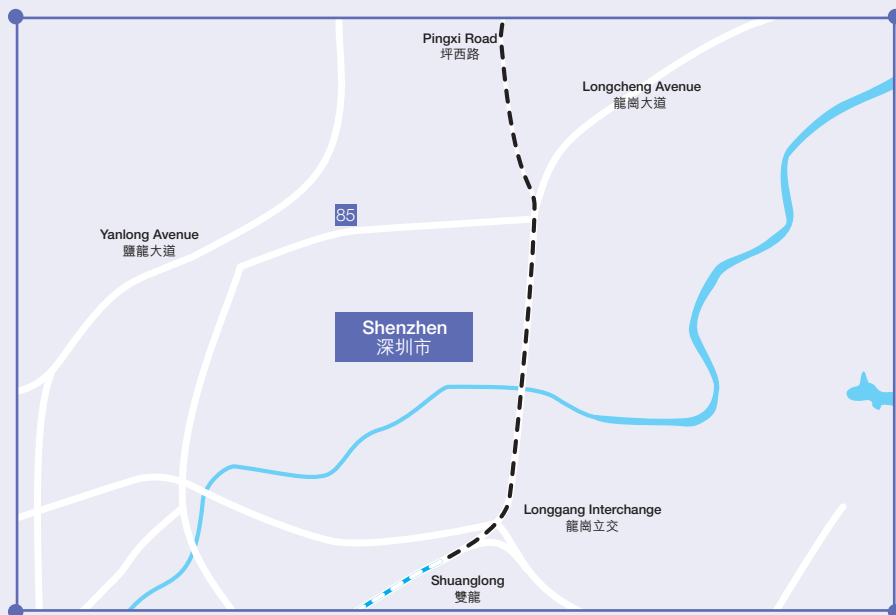 Pingxi Road
坪西路
Longcheng Avenue
龍崗大道
85
Yanlong Avenue
鹽龍大道
Shenzhen
深圳市
Longgang Interchange
龍崗立交
Shuanglong
雙龍